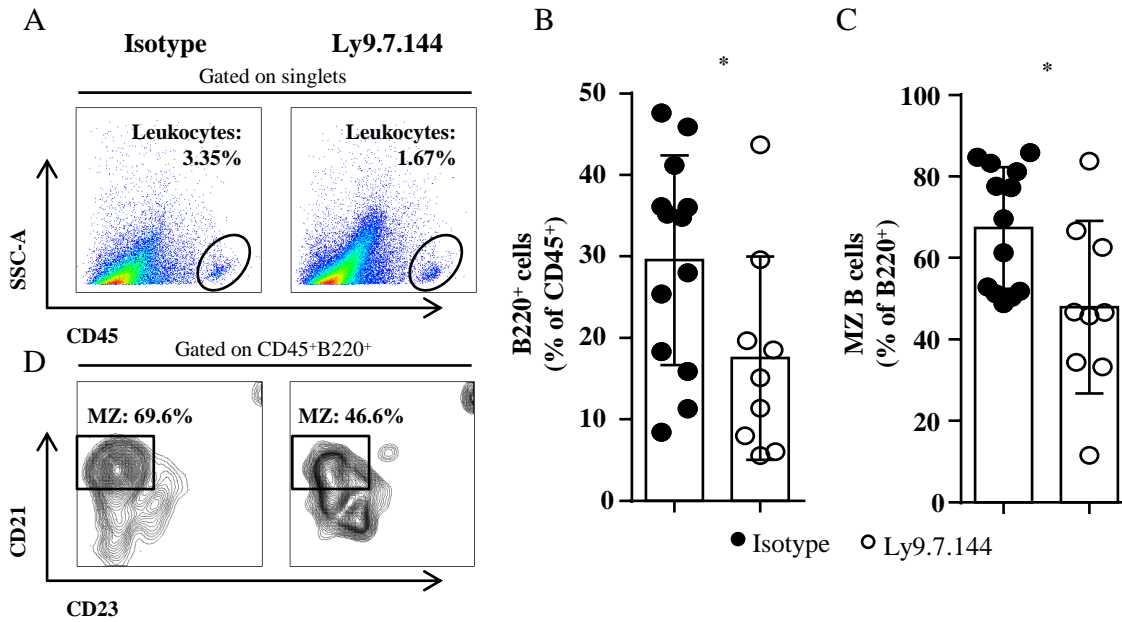 A
Isotype
Ly9.7.144
Gated on singlets
Leukocytes:
3.35%
Leukocytes:
1.67%
SSC-A
CD45
B
*
50
40
30
20
10
0
B220⁺ cells
(% of CD45⁺)
C
*
100
80
60
40
20
0
MZ B cells
(% of B220⁺)
Isotype
Ly9.7.144
D
Gated on CD45⁺B220⁺
MZ: 69.6%
MZ: 46.6%
CD21
CD23